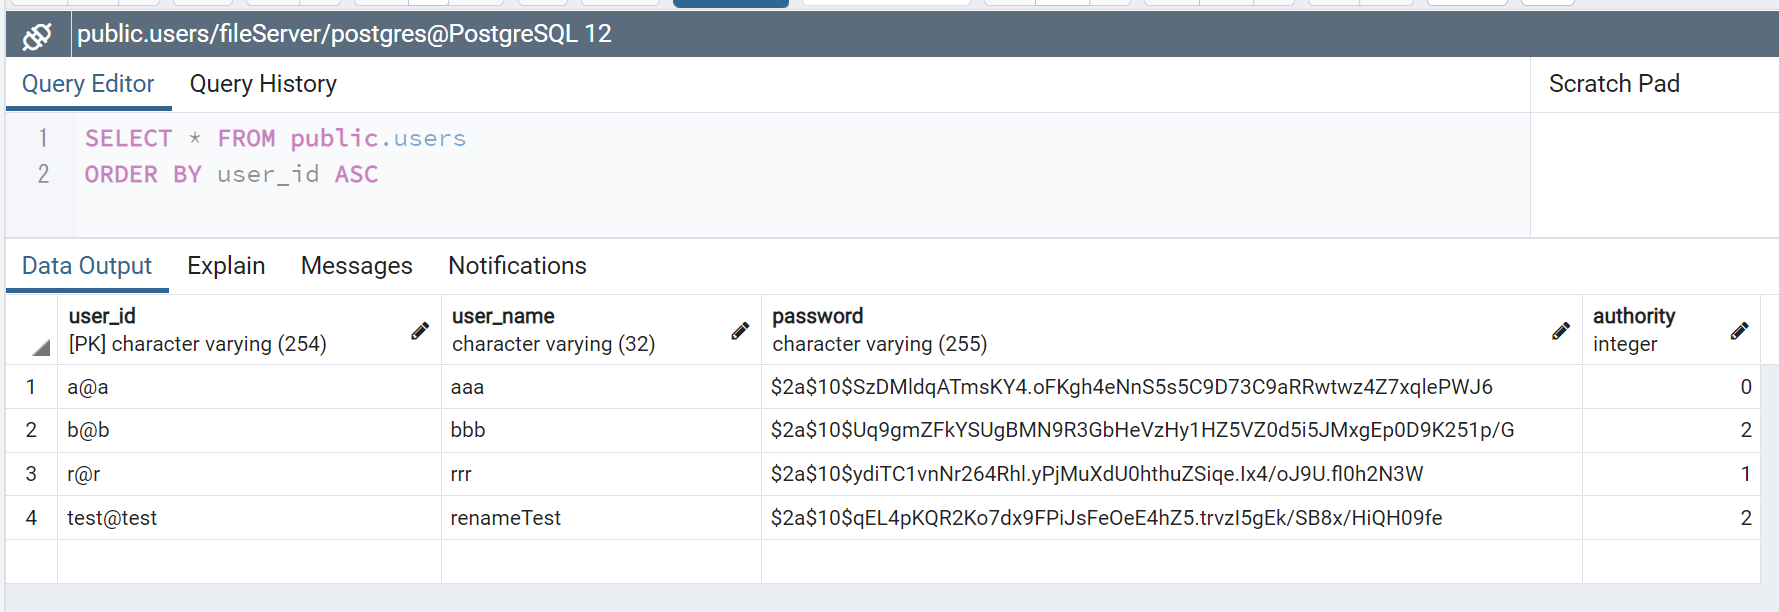 public.users/fileServer/postgres@PostgreSQL 12
Query Editor Query History Scratch Pad
1 SELECT * FROM public.users
2 ORDER BY user_id ASC
Data Output Explain Messages Notifications
user_id user_name password authority
[PK] character varying (254) character varying (32) character varying (255) integer
1 a@a aaa $2a$10$SzDMldqATmsKY4.oFKgh4eNnS5s5C9D73C9aRRwtwz4Z7xqlePWJ6 0
2 b@b bbb $2a$10$Uq9gmZFkYSUgBMN9R3GbHeVzHy1HZ5VZ0d5i5JMxgEp0D9K251p/G 2
3 r@r rrr $2a$10$ydiTC1vnNr264Rhl.yPjMuXdU0hthuZSiqe.Ix4/oJ9U.fl0h2N3W 1
4 test@test renameTest $2a$10$qEL4pKQR2Ko7dx9FPiJsFeOeE4hZ5.trvzI5gEk/SB8x/HiQH09fe 2